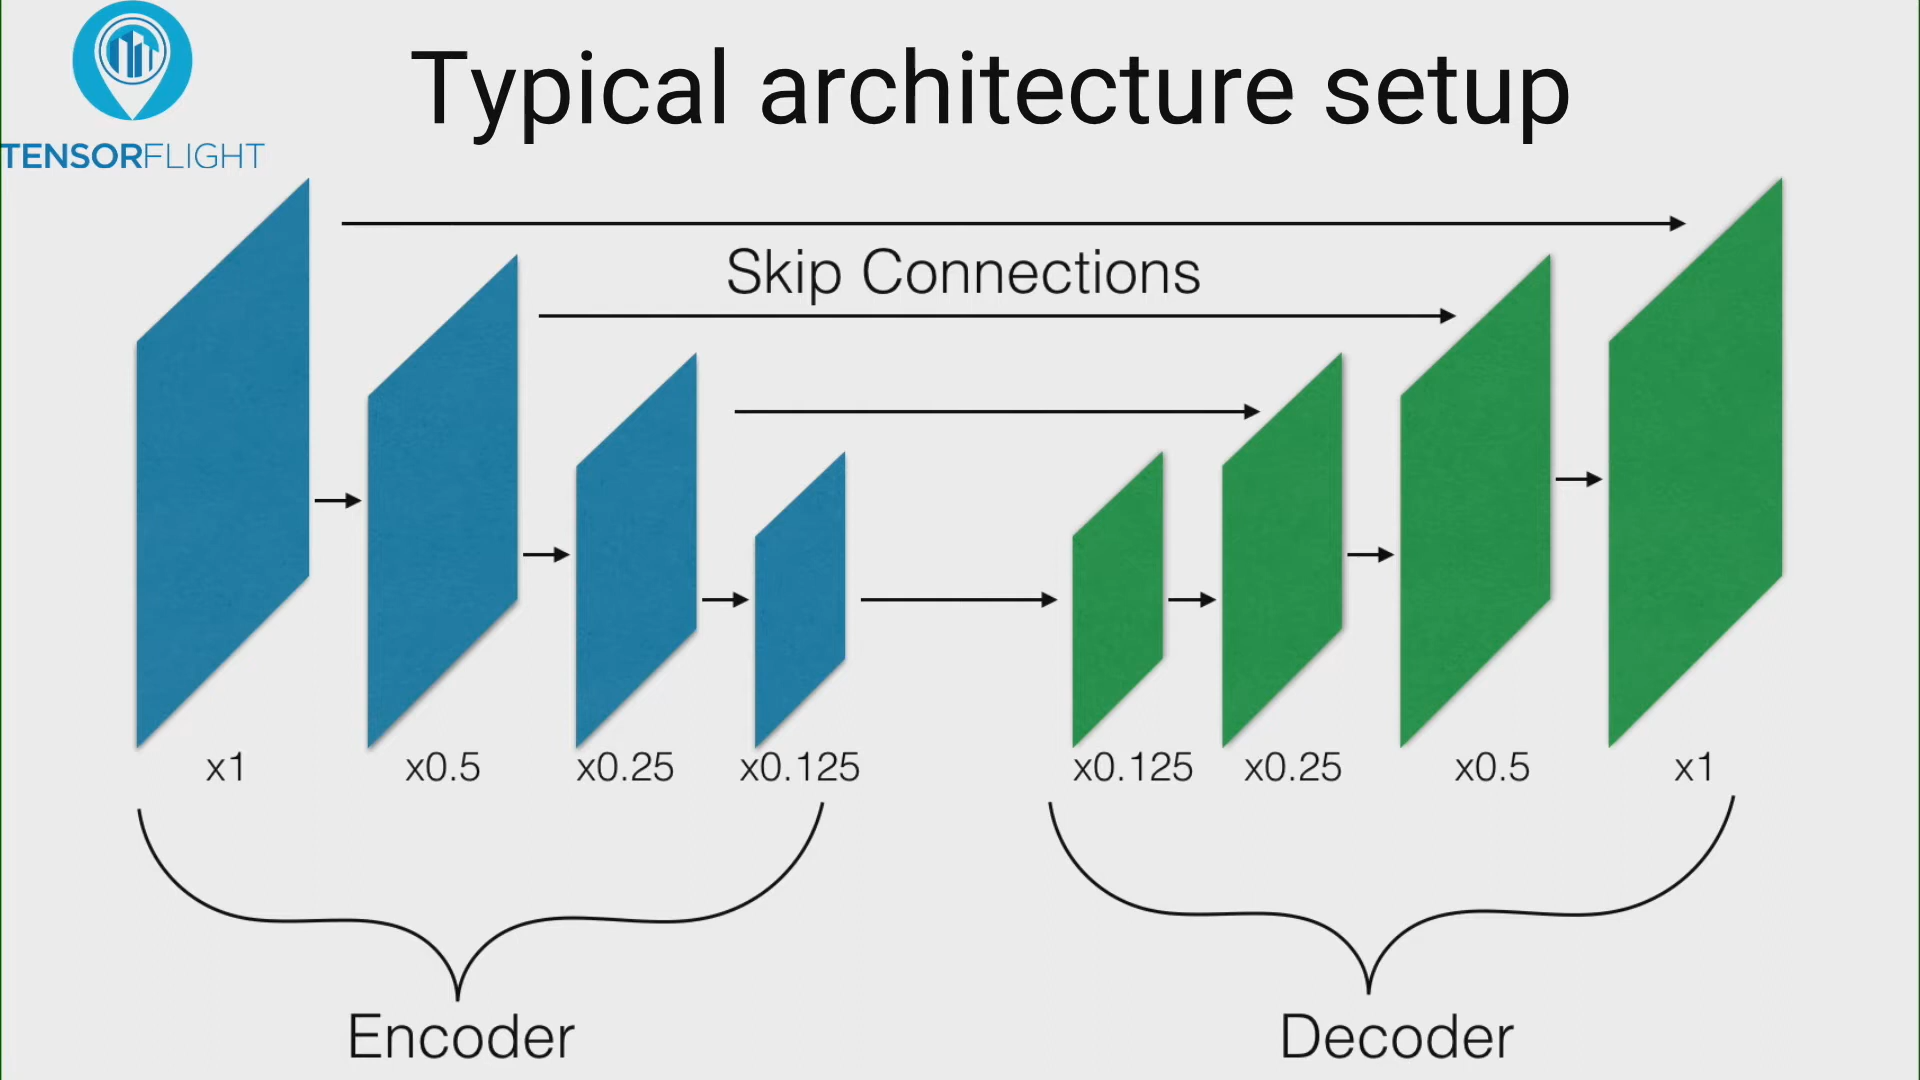 TENSORFLIGHT
Typical architecture setup
Skip Connections
x1 x0.5 x0.25 x0.125 x0.125 x0.25 x0.5 x1
Encoder Decoder